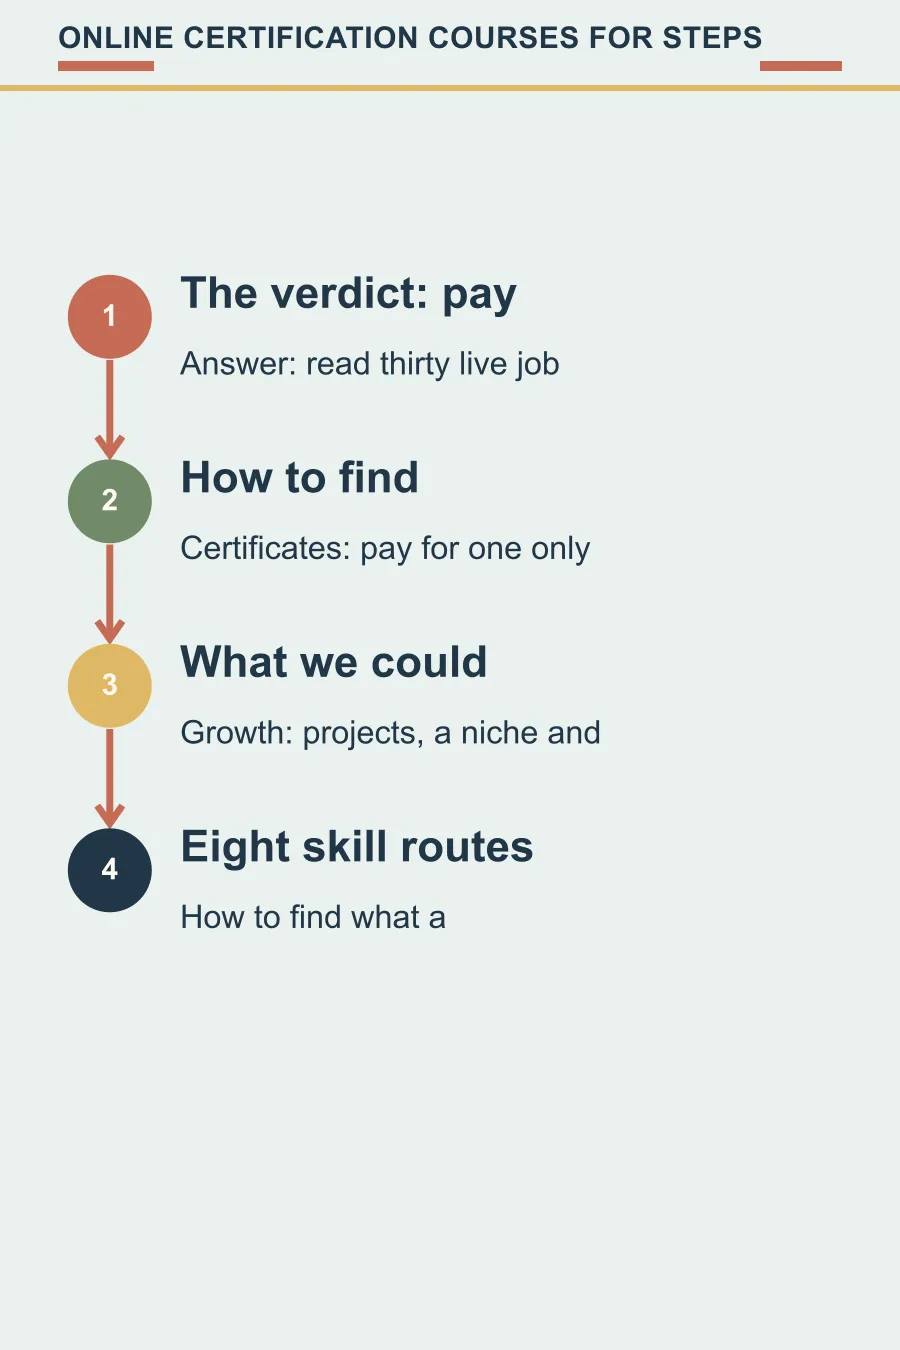 ONLINE CERTIFICATION COURSES FOR STEPS
1
The verdict: pay
Answer: read thirty live job
2
How to find
Certificates: pay for one only
3
What we could
Growth: projects, a niche and
4
Eight skill routes
How to find what a